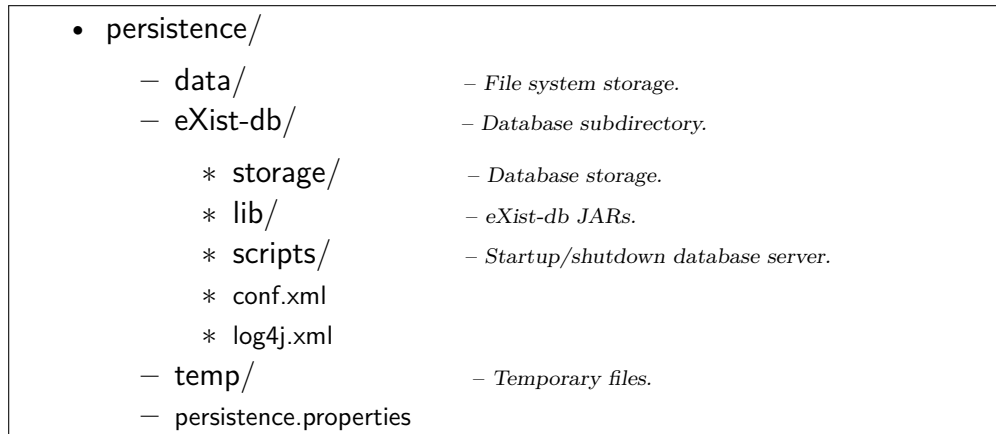 • persistence/
– data/ – File system storage.
– eXist-db/ – Database subdirectory.
∗ storage/ – Database storage.
∗ lib/ – eXist-db JARs.
∗ scripts/ – Startup/shutdown database server.
∗ conf.xml
∗ log4j.xml
– temp/ – Temporary files.
– persistence.properties